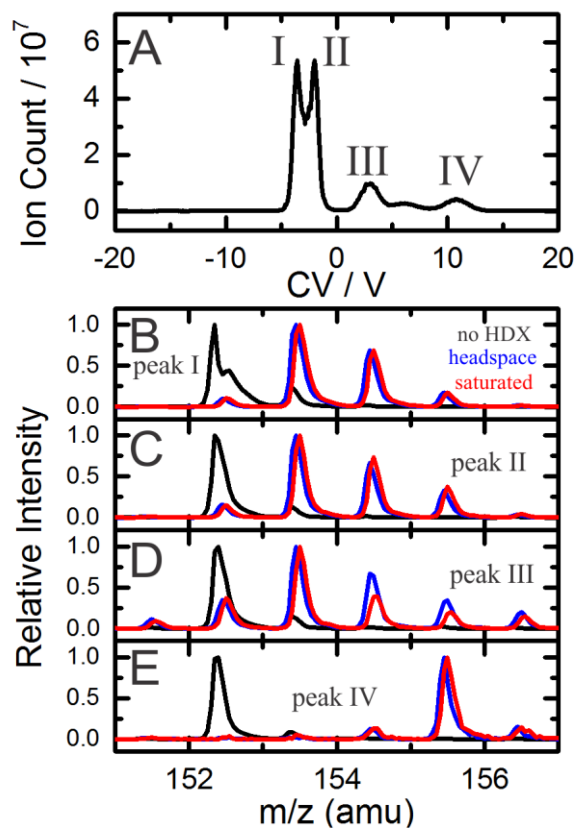 A
I II
III
IV
Ion Count / 10^7
6
4
2
0
-20 -10 0 10 20
CV / V
B
peak I
no HDX
headspace
saturated
1.0
0.5
0.0
C
peak II
1.0
0.5
0.0
D
peak III
1.0
0.5
0.0
E
peak IV
1.0
0.5
0.0
Relative Intensity
152 154 156
m/z (amu)